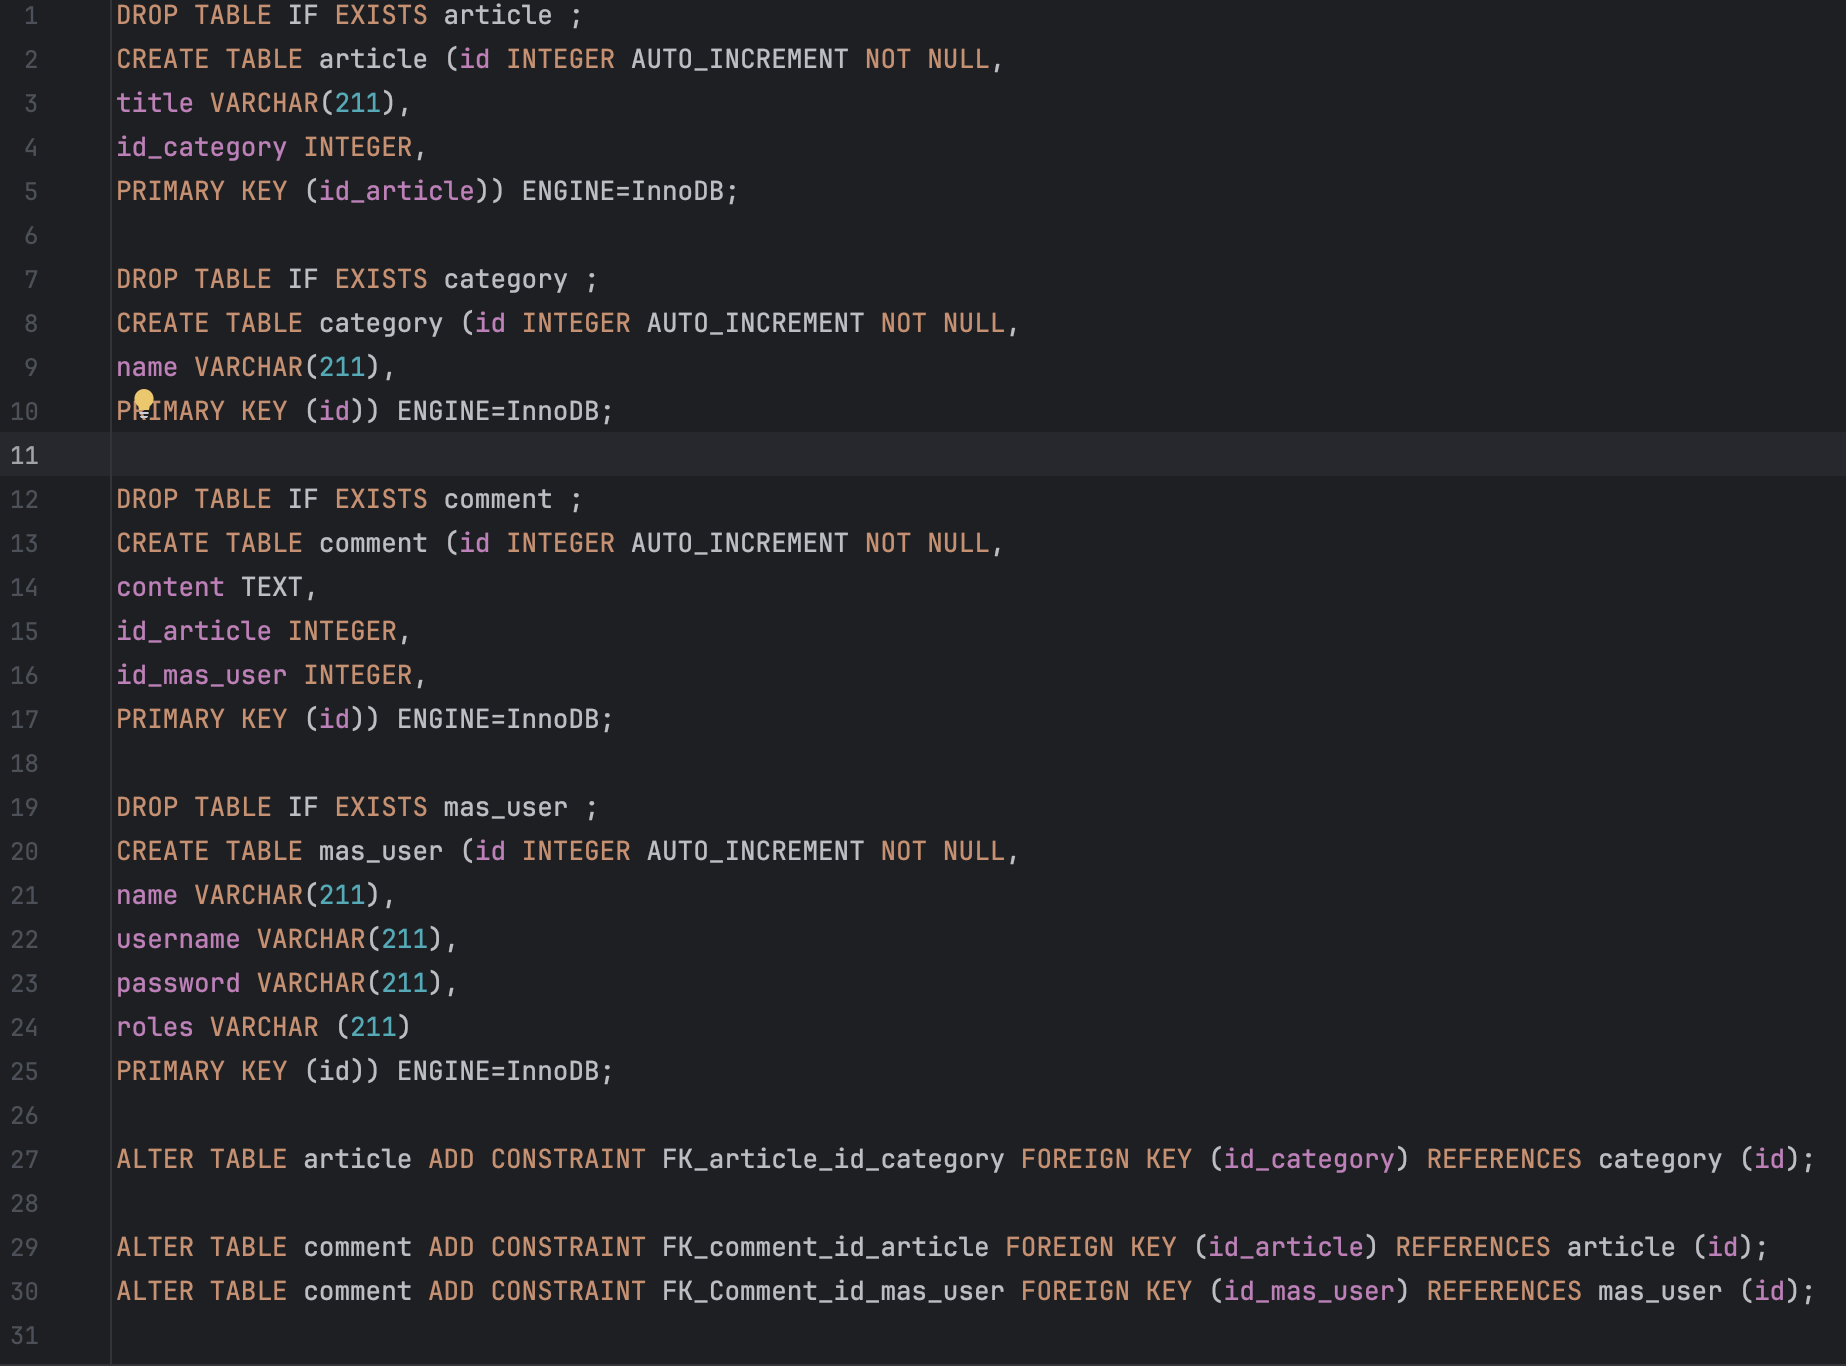 1 DROP TABLE IF EXISTS article ;
2 CREATE TABLE article (id INTEGER AUTO_INCREMENT NOT NULL,
3 title VARCHAR(211),
4 id_category INTEGER,
5 PRIMARY KEY (id_article)) ENGINE=InnoDB;
6
7 DROP TABLE IF EXISTS category ;
8 CREATE TABLE category (id INTEGER AUTO_INCREMENT NOT NULL,
9 name VARCHAR(211),
10 PRIMARY KEY (id)) ENGINE=InnoDB;
11
12 DROP TABLE IF EXISTS comment ;
13 CREATE TABLE comment (id INTEGER AUTO_INCREMENT NOT NULL,
14 content TEXT,
15 id_article INTEGER,
16 id_mas_user INTEGER,
17 PRIMARY KEY (id)) ENGINE=InnoDB;
18
19 DROP TABLE IF EXISTS mas_user ;
20 CREATE TABLE mas_user (id INTEGER AUTO_INCREMENT NOT NULL,
21 name VARCHAR(211),
22 username VARCHAR(211),
23 password VARCHAR(211),
24 roles VARCHAR (211)
25 PRIMARY KEY (id)) ENGINE=InnoDB;
26
27 ALTER TABLE article ADD CONSTRAINT FK_article_id_category FOREIGN KEY (id_category) REFERENCES category (id);
28
29 ALTER TABLE comment ADD CONSTRAINT FK_comment_id_article FOREIGN KEY (id_article) REFERENCES article (id);
30 ALTER TABLE comment ADD CONSTRAINT FK_Comment_id_mas_user FOREIGN KEY (id_mas_user) REFERENCES mas_user (id);
31